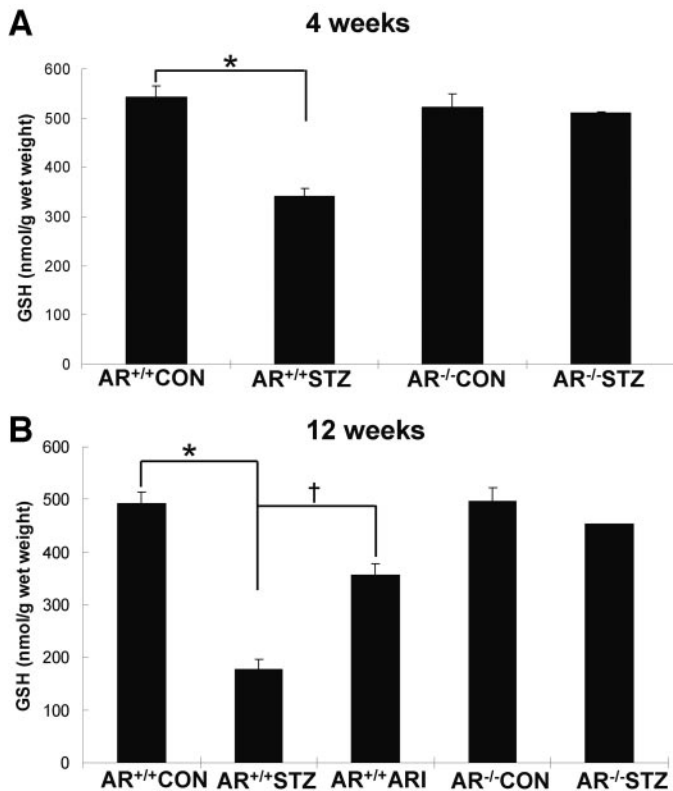 A
4 weeks
GSH (nmol/g wet weight)
600
500
400
300
200
100
0
*
AR+/+CON
AR+/+STZ
AR-/-CON
AR-/-STZ
B
12 weeks
GSH (nmol/g wet weight)
600
500
400
300
200
100
0
*
†
AR+/+CON
AR+/+STZ
AR+/+ARI
AR-/-CON
AR-/-STZ